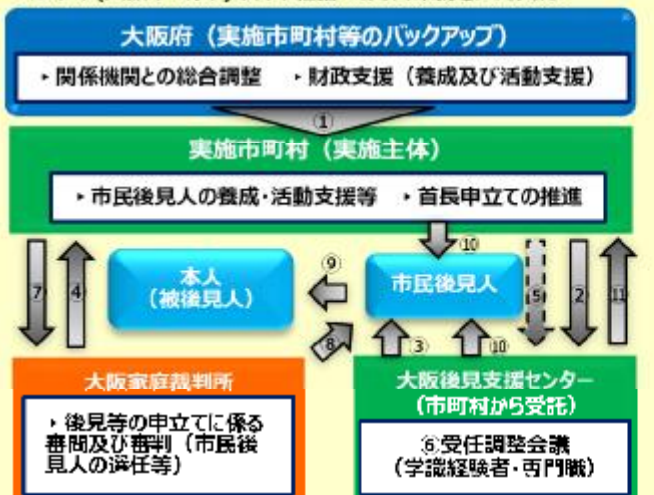 大阪府（実施市町村等のバックアップ）
・関係機関との総合調整　・財政支援（養成及び活動支援）
①
実施市町村（実施主体）
・市民後見人の養成・活動支援等　・首長申立ての推進
⑩
⑨
7
4
本人
（被後見人）
市民後見人
5
2
11
⑧
③
⑩
大阪家庭裁判所
・後見等の申立てに係る
審問及び審判（市民後
見人の選任等）
大阪後見支援センター
（市町村から受託）
⑥受任調整会議
（学識経験者・専門職）